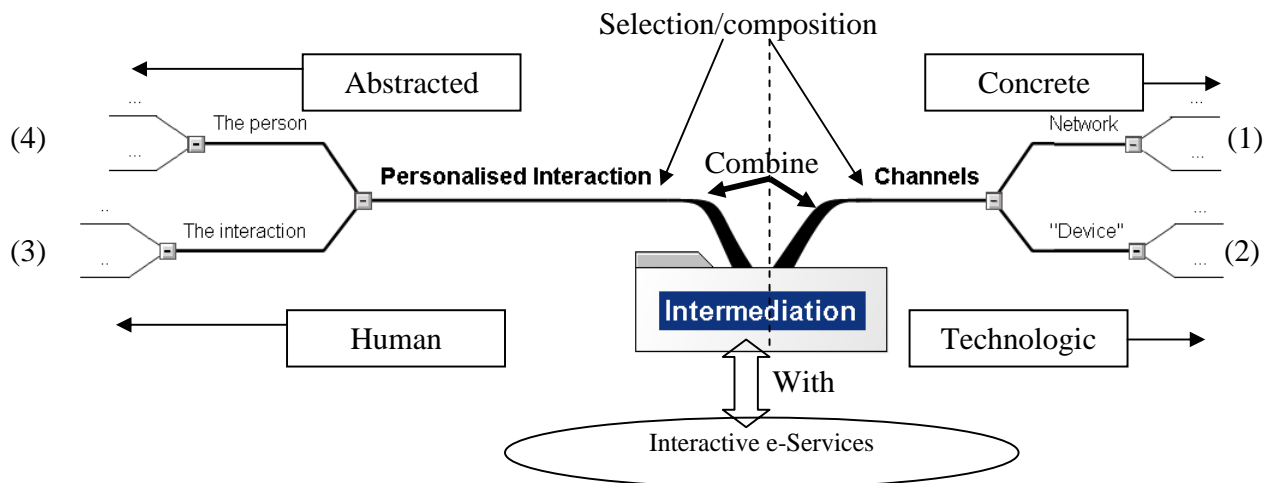 Selection/composition
Abstracted
Concrete
...
...
The person
Network
(4)
(1)
...
...
Combine
Personalised Interaction
Channels
..
...
The interaction
"Device"
(3)
(2)
..
...
Intermediation
Human
Technologic
With
Interactive e-Services